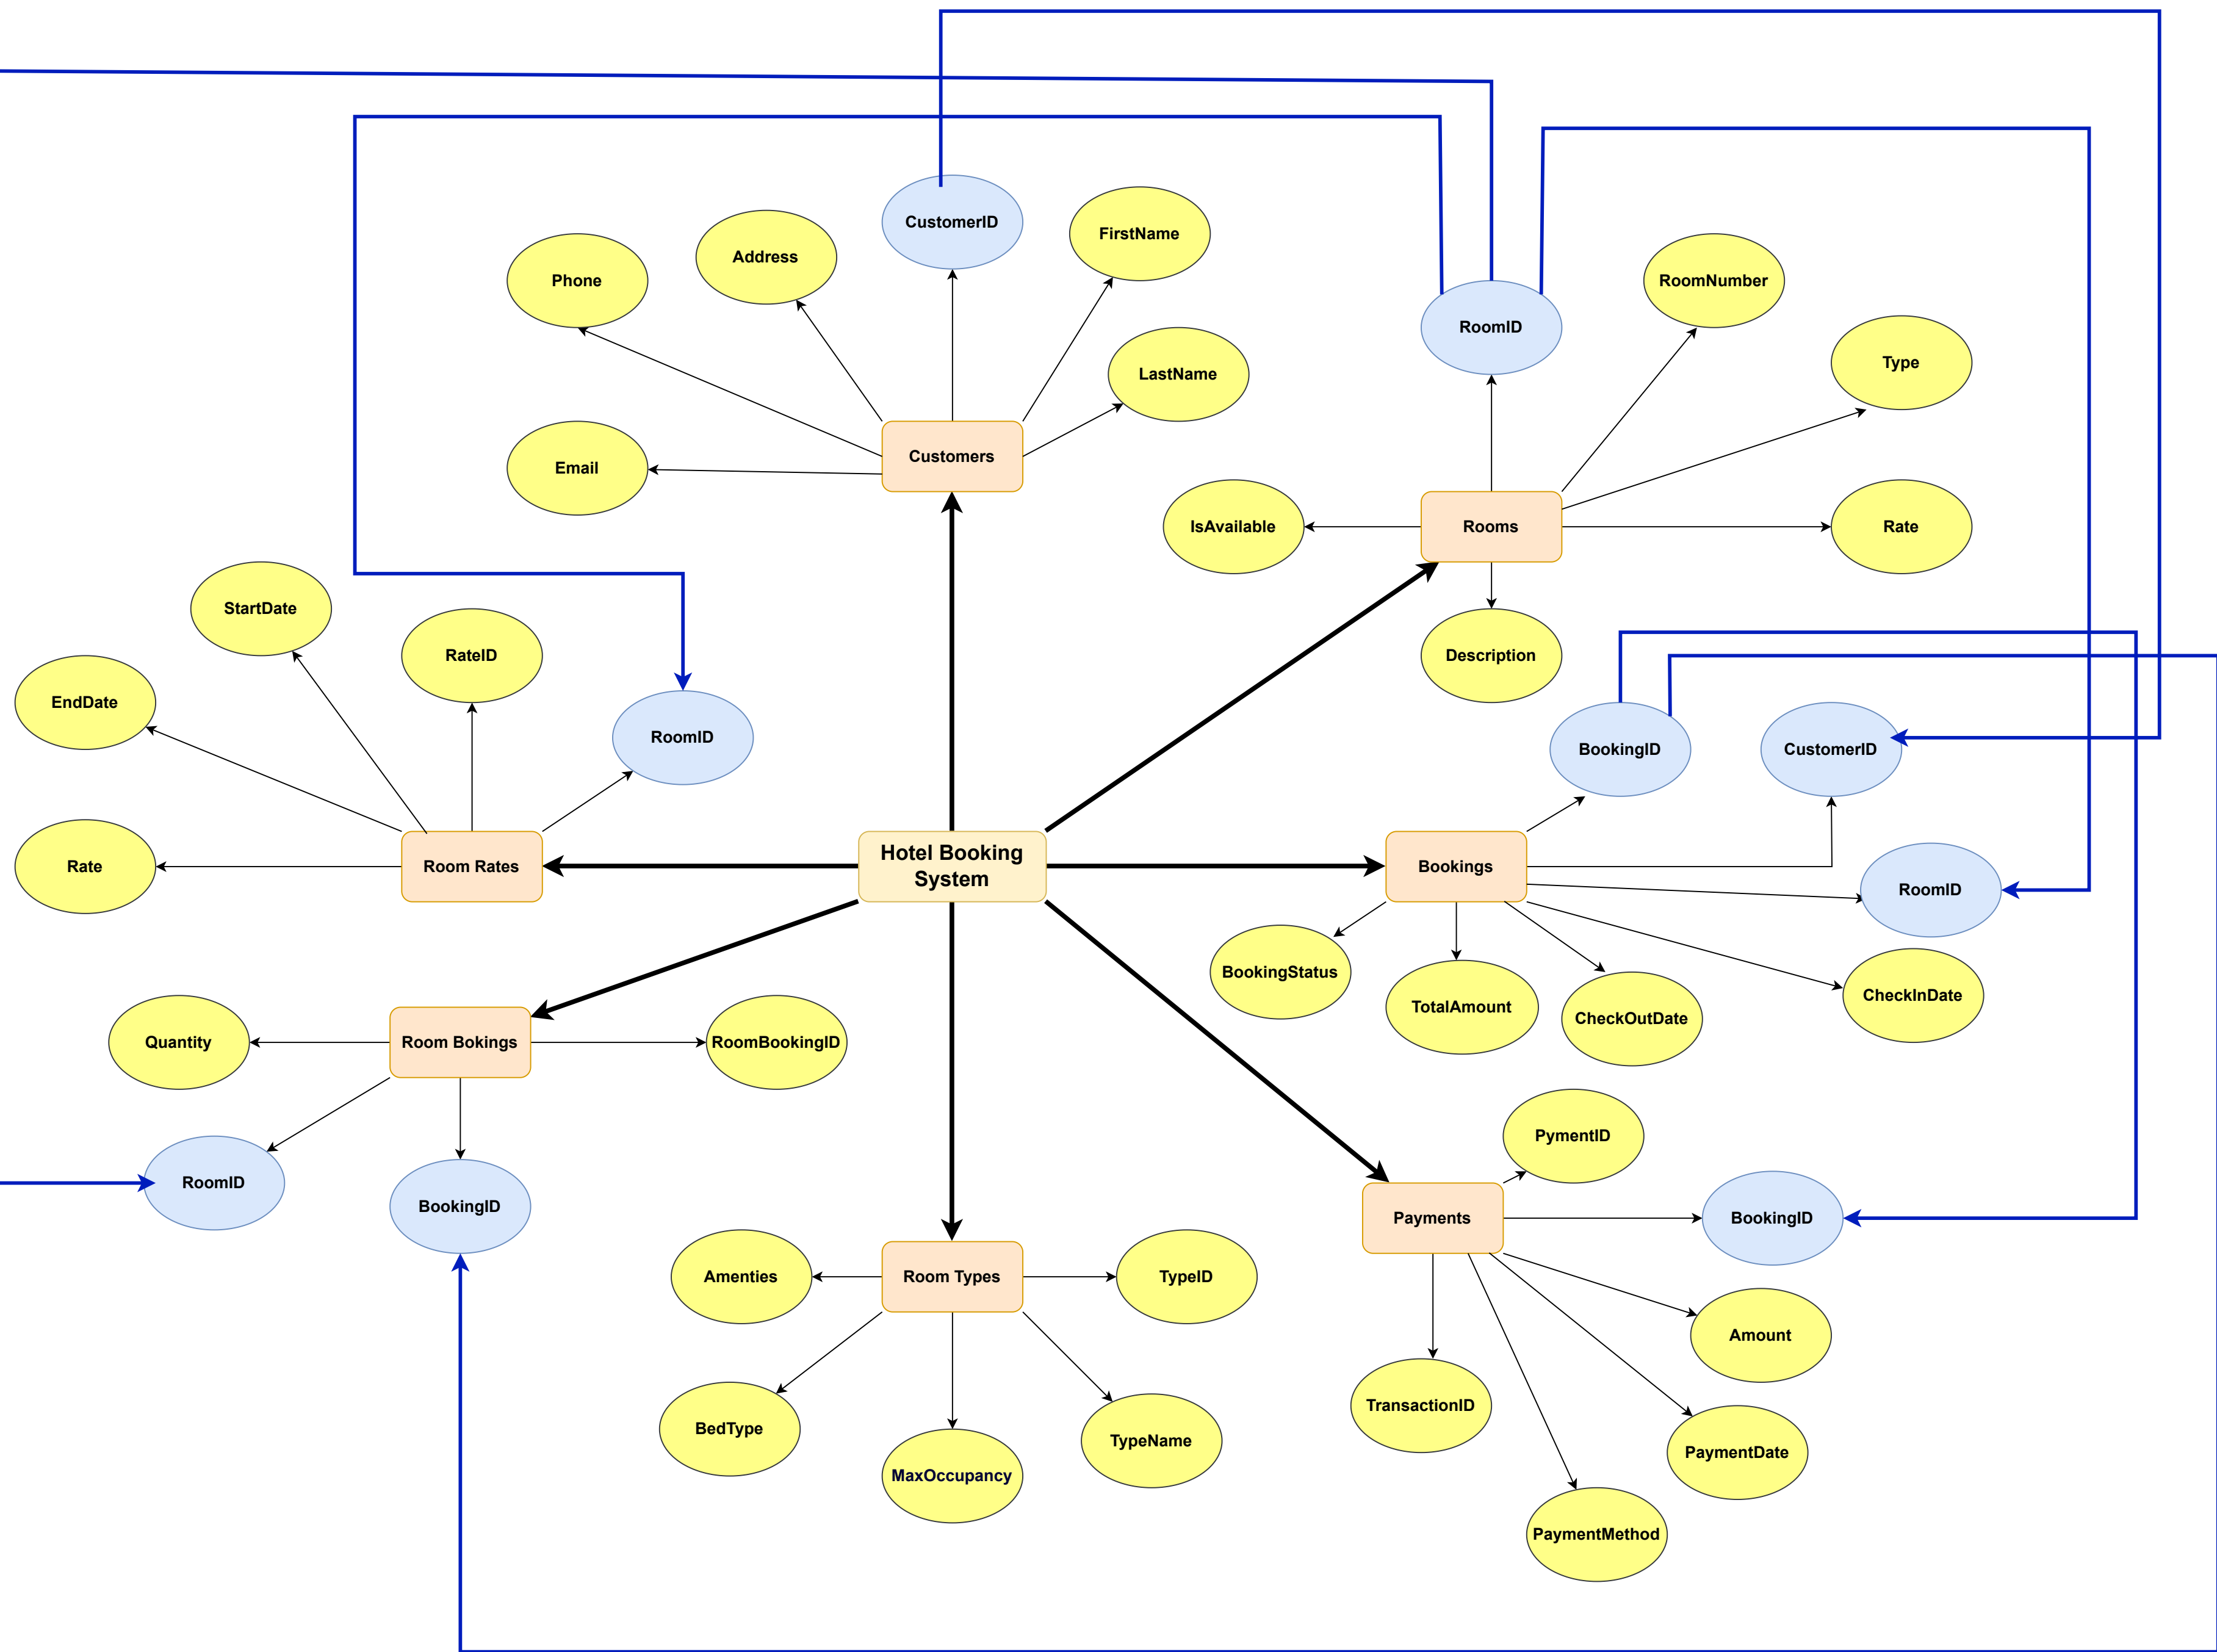 CustomerID
FirstName
Address
Phone
RoomNumber
RoomID
Type
LastName
Customers
Email
IsAvailable
Rooms
Rate
StartDate
RateID
Description
EndDate
RoomID
BookingID
CustomerID
Rate
Room Rates
Hotel Booking
System
Bookings
RoomID
BookingStatus
TotalAmount
CheckOutDate
CheckInDate
Quantity
Room Bokings
RoomBookingID
PymentID
RoomID
BookingID
Payments
BookingID
Amenties
Room Types
TypeID
Amount
TransactionID
BedType
TypeName
PaymentDate
MaxOccupancy
PaymentMethod